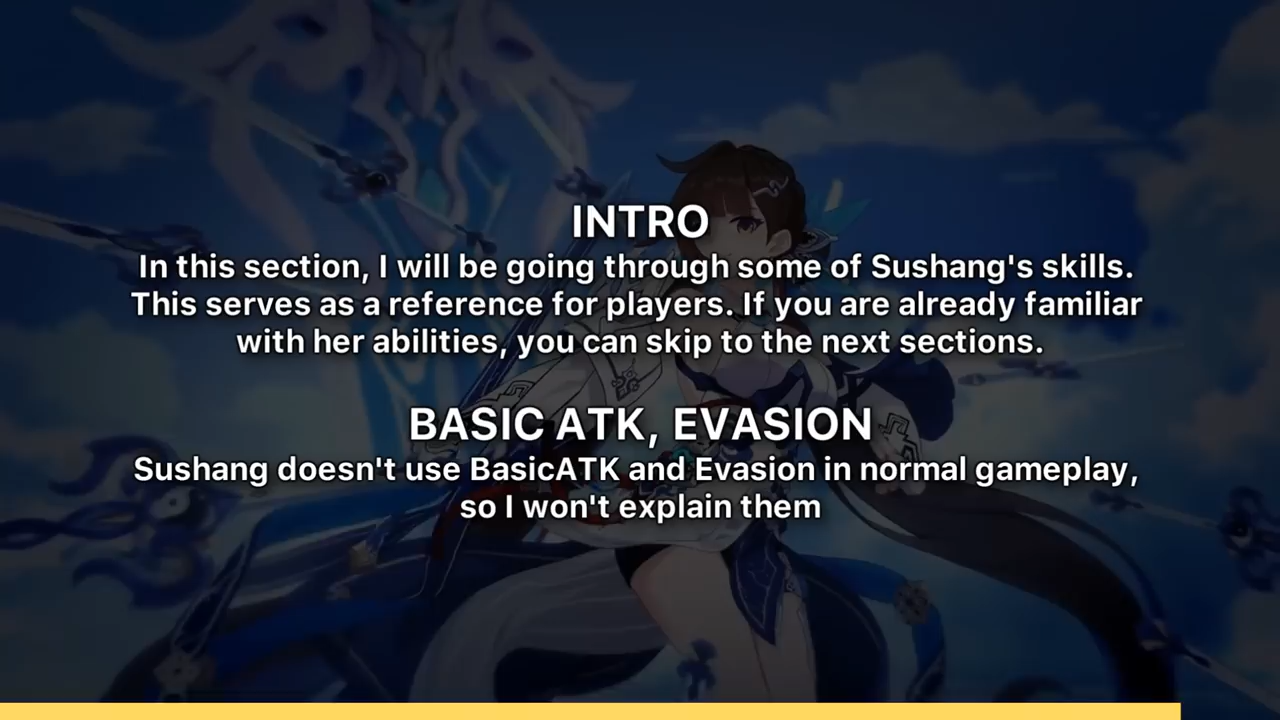 INTRO
In this section, I will be going through some of Sushang's skills.
This serves as a reference for players. If you are already familiar
with her abilities, you can skip to the next sections.
BASIC ATK, EVASION
Sushang doesn't use BasicATK and Evasion in normal gameplay,
so I won't explain them